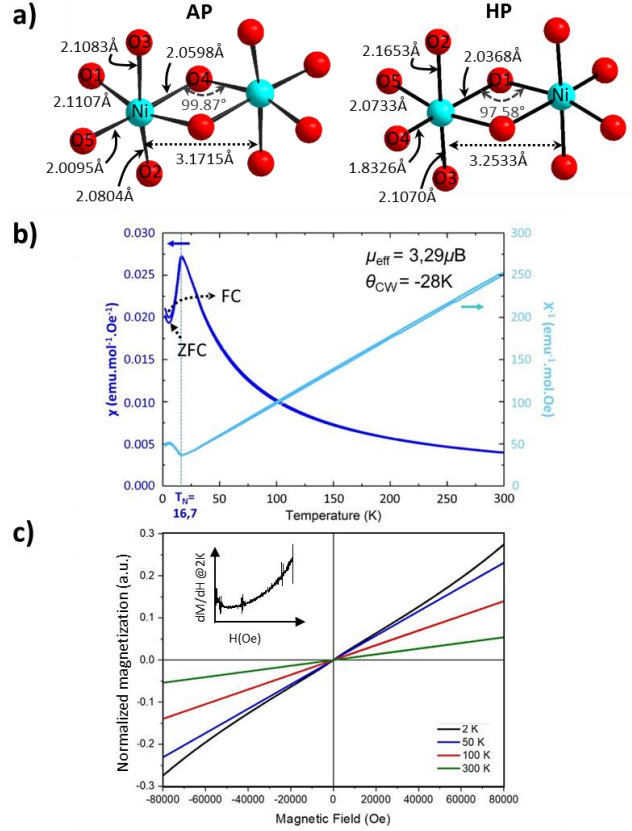 a)
AP
HP
O3
2.1083Å
2.0598Å
O1
O4
2.1107Å
Ni
99.87°
O5
3.1715Å
2.0095Å
2.0804Å
O2
O2
2.1653Å
2.0368Å
O5
O1
2.0733Å
Ni
97.58°
O4
3.2533Å
1.8326Å
O3
2.1070Å
b)
0.030
0.025
0.020
0.015
0.010
0.005
0.000
χ (emu.mol⁻¹.Oe⁻¹)
FC
ZFC
μeff = 3,29μB
θCW = -28K
300
250
200
150
100
50
0
X⁻¹ (emu⁻¹.mol.Oe)
0
50
100
150
200
250
300
TN=
16,7
Temperature (K)
c)
0.3
0.2
0.1
0.0
-0.1
-0.2
-0.3
Normalized magnetization (a.u.)
dM/dH @2K
H(Oe)
2 K
50 K
100 K
300 K
-80000
-60000
-40000
-20000
0
20000
40000
60000
80000
Magnetic Field (Oe)